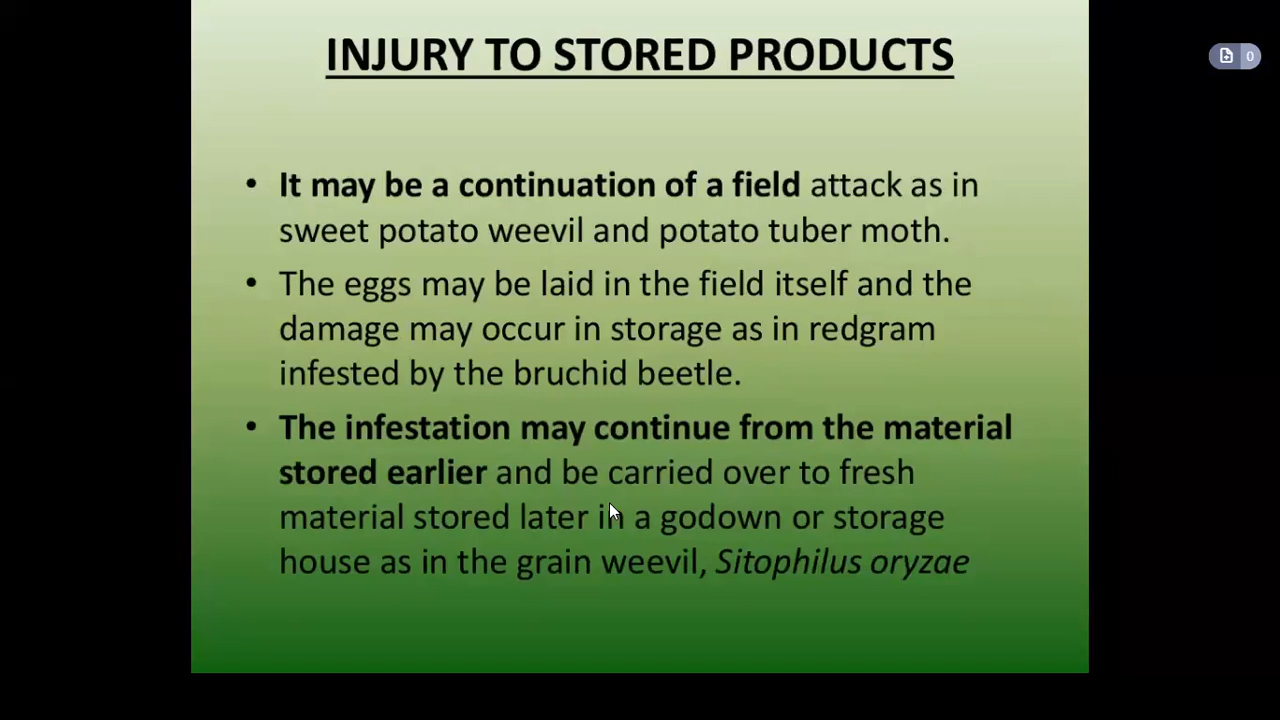 INJURY TO STORED PRODUCTS
0
• It may be a continuation of a field attack as in
sweet potato weevil and potato tuber moth.
• The eggs may be laid in the field itself and the
damage may occur in storage as in redgram
infested by the bruchid beetle.
• The infestation may continue from the material
stored earlier and be carried over to fresh
material stored later in a godown or storage
house as in the grain weevil, Sitophilus oryzae